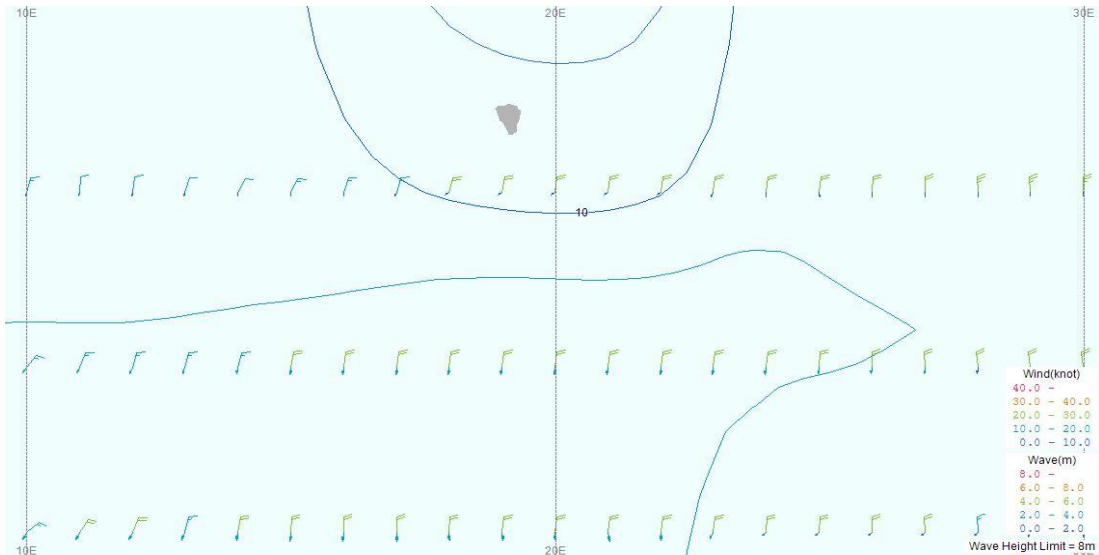 10E 20E 30E
10
Wind(knot)
40.0 -
30.0 - 40.0
20.0 - 30.0
10.0 - 20.0
0.0 - 10.0
Wave(m)
8.0 -
6.0 - 8.0
4.0 - 6.0
2.0 - 4.0
0.0 - 2.0
Wave Height Limit = 8m
10E 20E